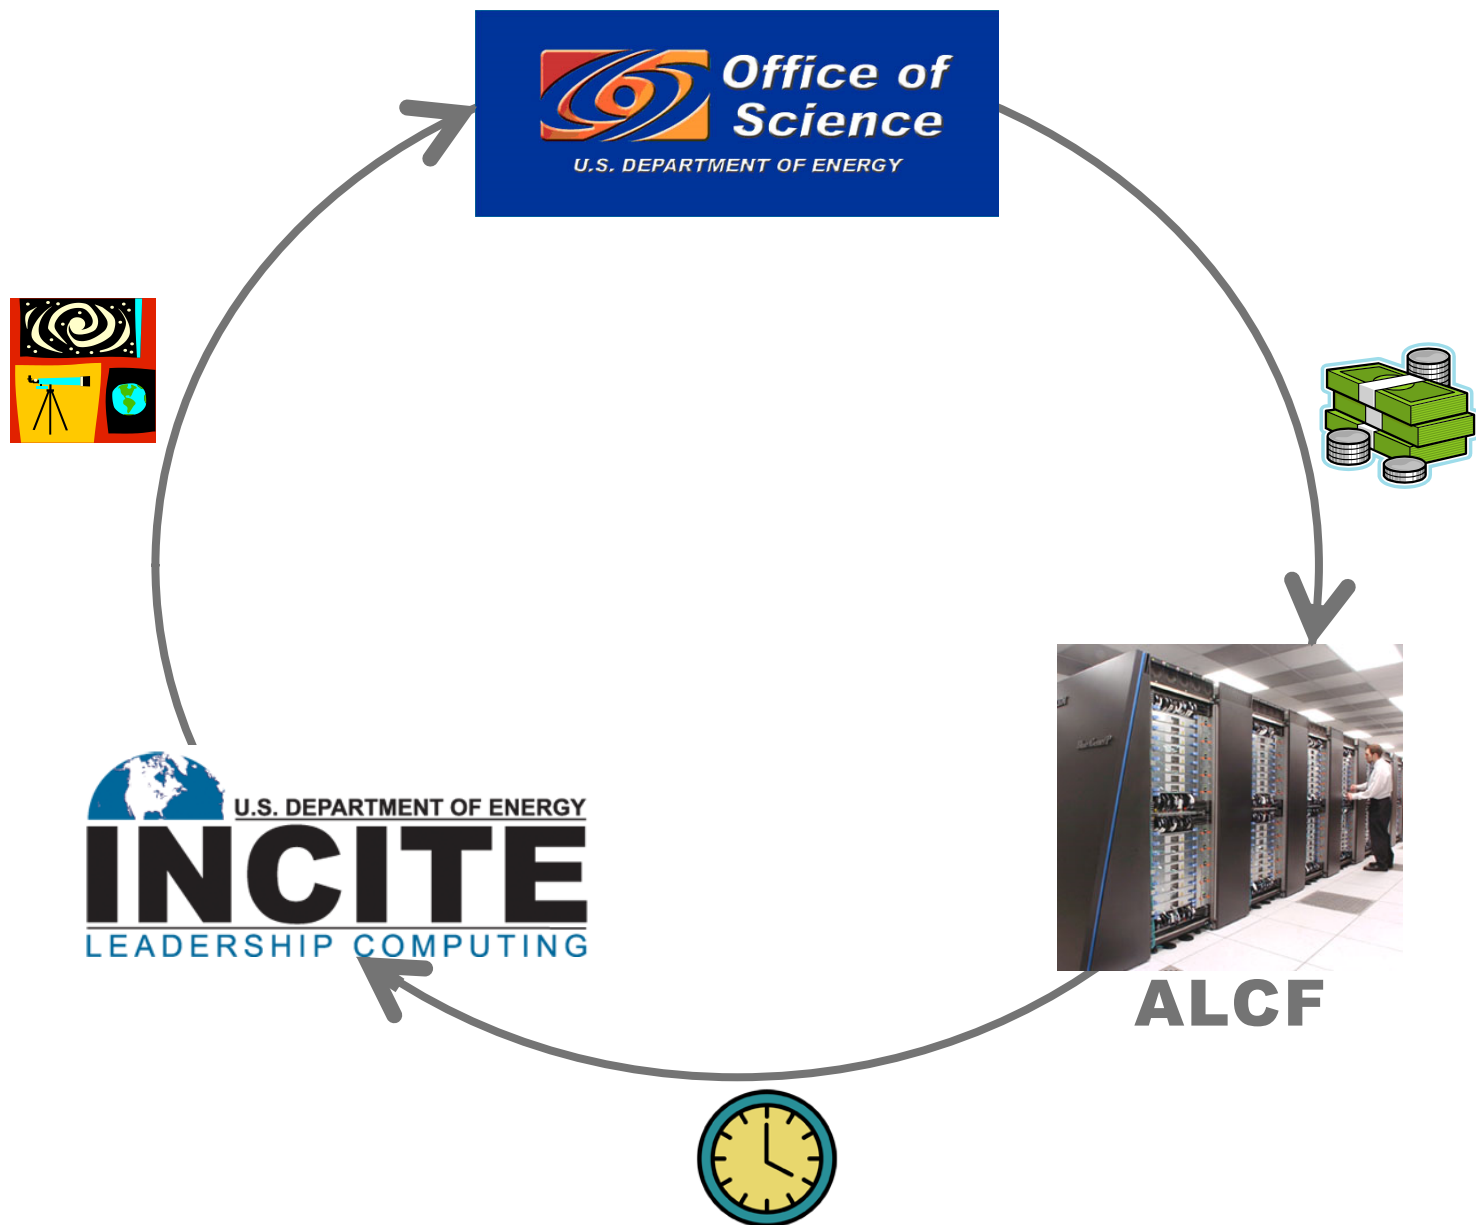 Office of
Science
U.S. DEPARTMENT OF ENERGY
U.S. DEPARTMENT OF ENERGY
INCITE
LEADERSHIP COMPUTING
ALCF